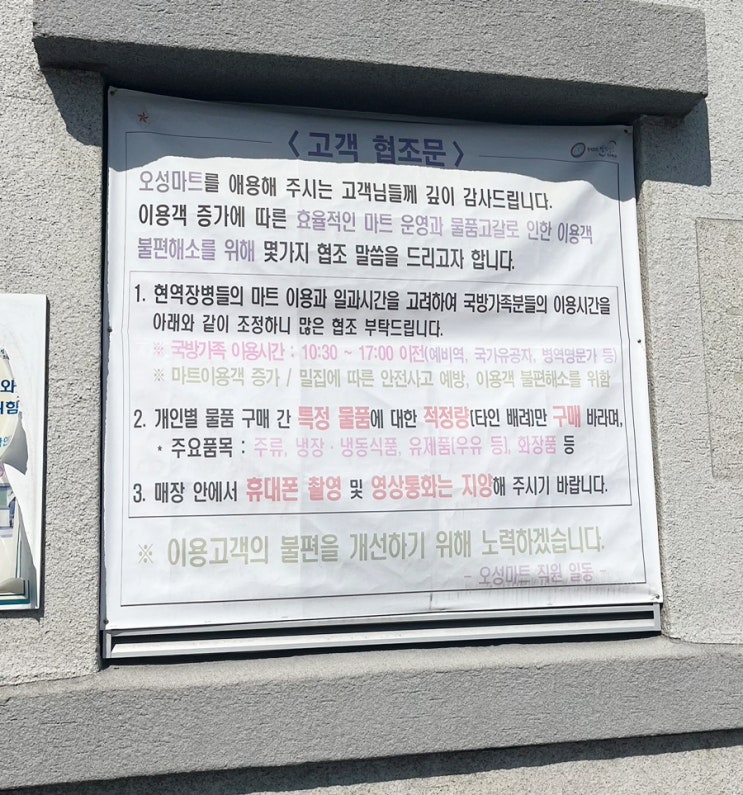 〈고객 협조문〉
오성마트를 애용해 주시는 고객님들께 깊이 감사드립니다.
이용객 증가에 따른 효율적인 마트 운영과 물품고갈로 인한 이용객
불편해소를 위해 몇가지 협조 말씀을 드리고자 합니다.
1. 현역장병들의 마트 이용과 일과시간을 고려하여 국방가족분들의 이용시간을
아래와 같이 조정하니 많은 협조 부탁드립니다.
※ 국방가족 이용시간 : 10:30 ~ 17:00 이전(예비역, 국가유공자, 병역명문가 등)
※ 마트이용객 증가 / 밀집에 따른 안전사고 예방, 이용객 불편해소를 위함
2. 개인별 물품 구매 간 특정 물품에 대한 적정량(타인 배려)만 구매 바라며,
* 주요품목 : 주류, 냉장 · 냉동식품, 유제품(우유 등), 화장품 등
3. 매장 안에서 휴대폰 촬영 및 영상통화는 지양해 주시기 바랍니다.
※ 이용고객의 불편을 개선하기 위해 노력하겠습니다.
- 오성마트 직원 일동 -